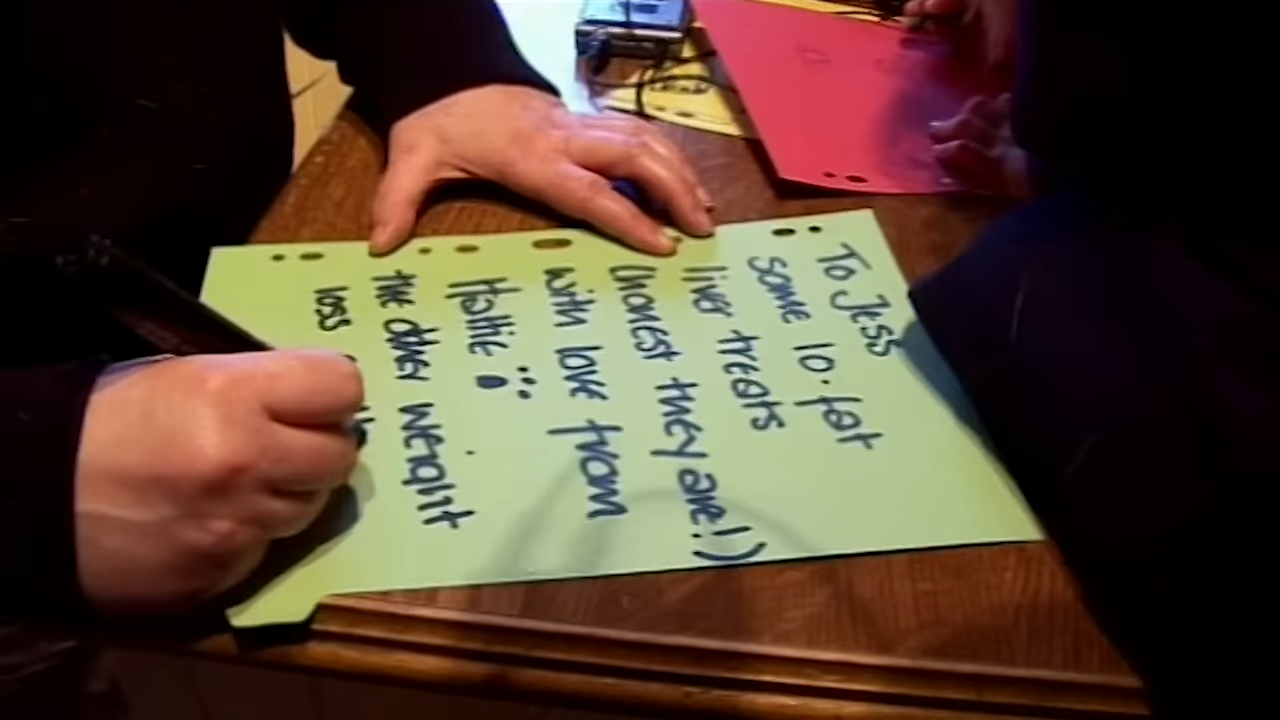 To Jess
some lo-fat
liver treats
(honest they are!)
with love from
Hattie
the other weight
loss